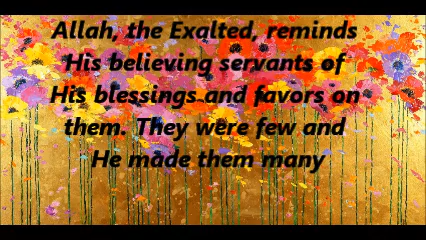 Allah, the Exalted, reminds
His believing servants of
His blessings and favors on
them. They were few and
He made them many